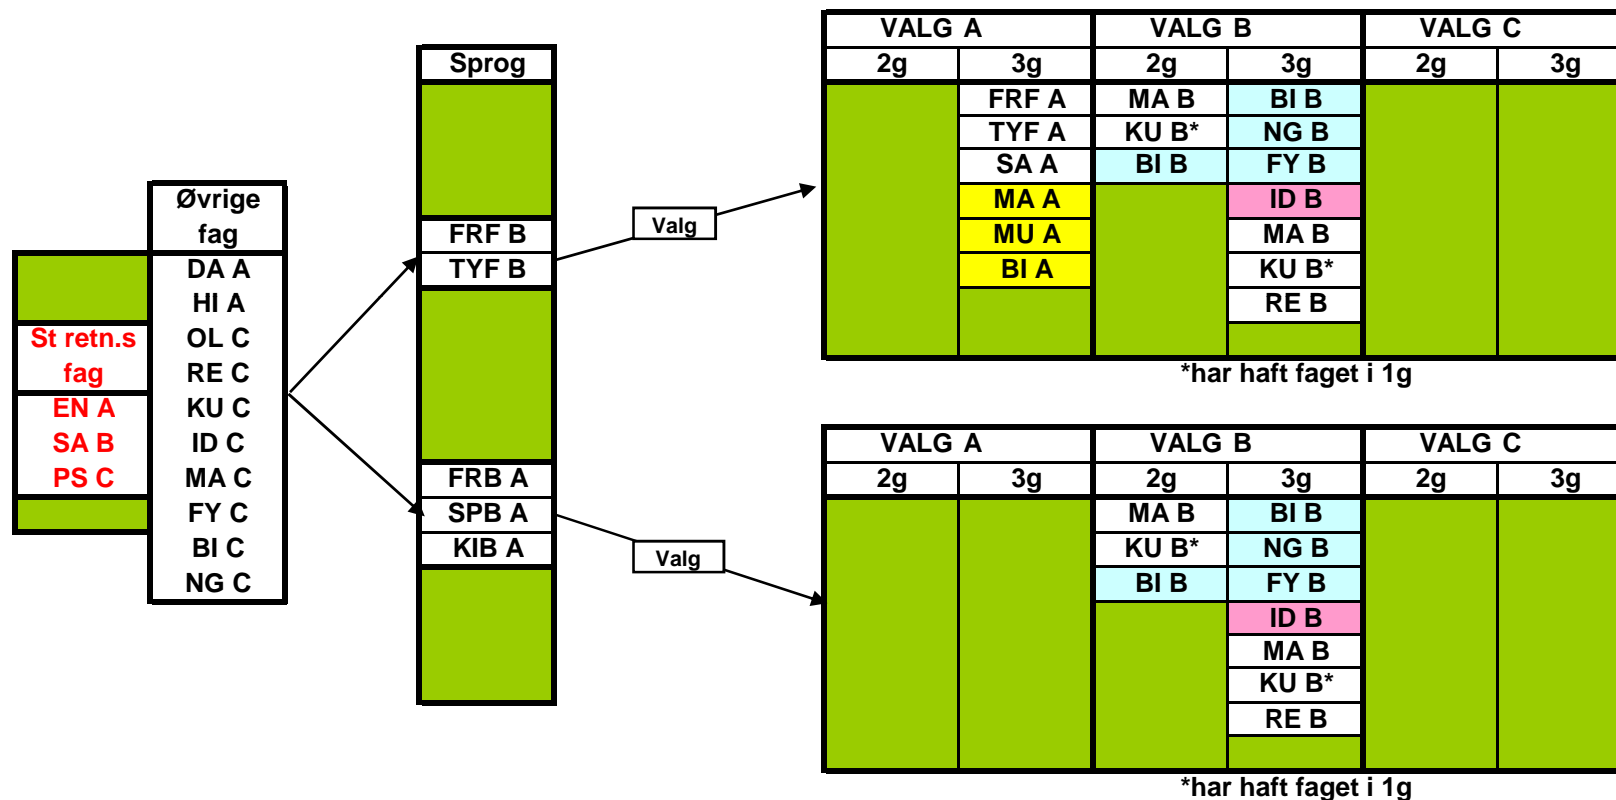 St retn.s
fag
EN A
SA B
PS C
Øvrige
fag
DA A
HI A
OL C
RE C
KU C
ID C
MA C
FY C
BI C
NG C
Sprog
FRF B
TYF B
FRB A
SPB A
KIB A
Valg
Valg
VALG A VALG B VALG C
2g 3g 2g 3g 2g 3g
FRF A MA B BI B
TYF A KU B* NG B
SA A BI B FY B
MA A ID B
MU A MA B
BI A KU B*
RE B
*har haft faget i 1g
VALG A VALG B VALG C
2g 3g 2g 3g 2g 3g
MA B BI B
KU B* NG B
BI B FY B
ID B
MA B
KU B*
RE B
*har haft faget i 1g